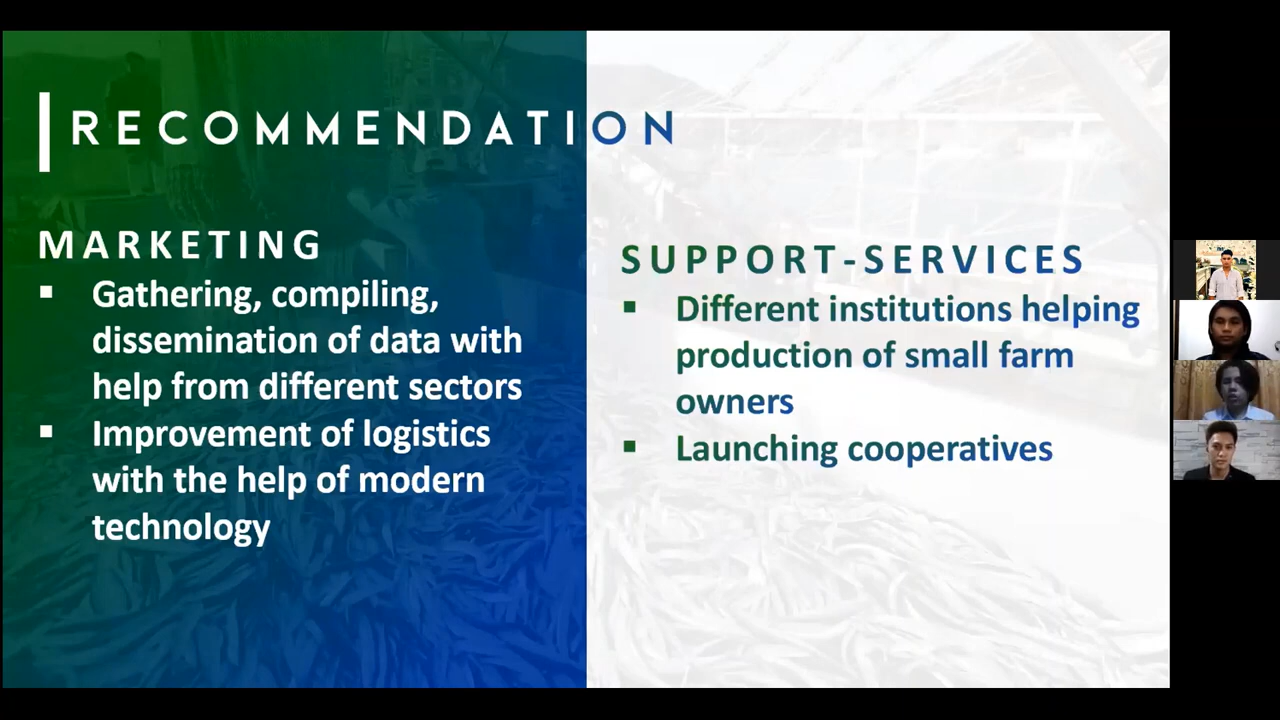 RECOMMENDATION
MARKETING
▪ Gathering, compiling,
dissemination of data with
help from different sectors
▪ Improvement of logistics
with the help of modern
technology
SUPPORT-SERVICES
▪ Different institutions helping
production of small farm
owners
▪ Launching cooperatives